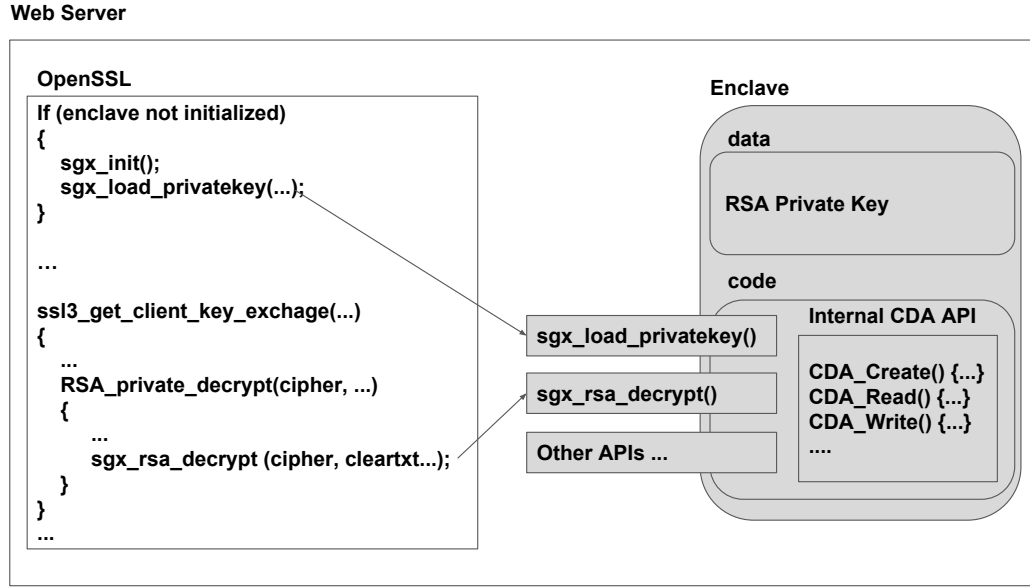 Web Server
OpenSSL
If (enclave not initialized)
{
sgx_init();
sgx_load_privatekey(...);
}
...
ssl3_get_client_key_exchage(...)
{
...
RSA_private_decrypt(cipher, ...)
{
...
sgx_rsa_decrypt (cipher, cleartxt...);
}
}
...
Enclave
data
RSA Private Key
code
sgx_load_privatekey()
sgx_rsa_decrypt()
Other APIs ...
Internal CDA API
CDA_Create() {...}
CDA_Read() {...}
CDA_Write() {...}
....